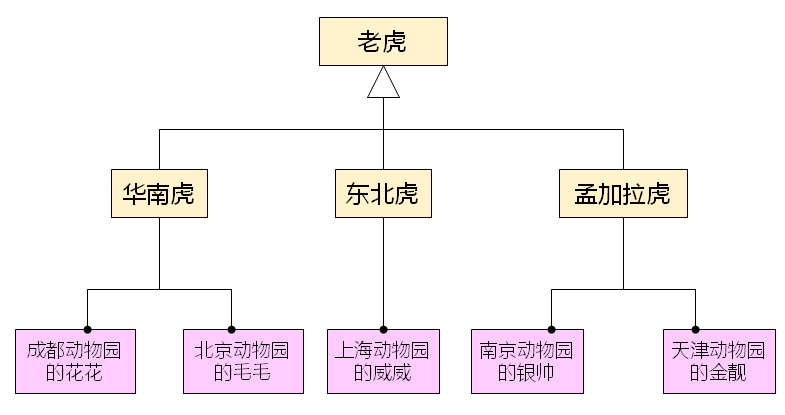 老虎
华南虎
东北虎
孟加拉虎
成都动物园
的花花
北京动物园
的毛毛
上海动物园
的威威
南京动物园
的银帅
天津动物园
的金靓